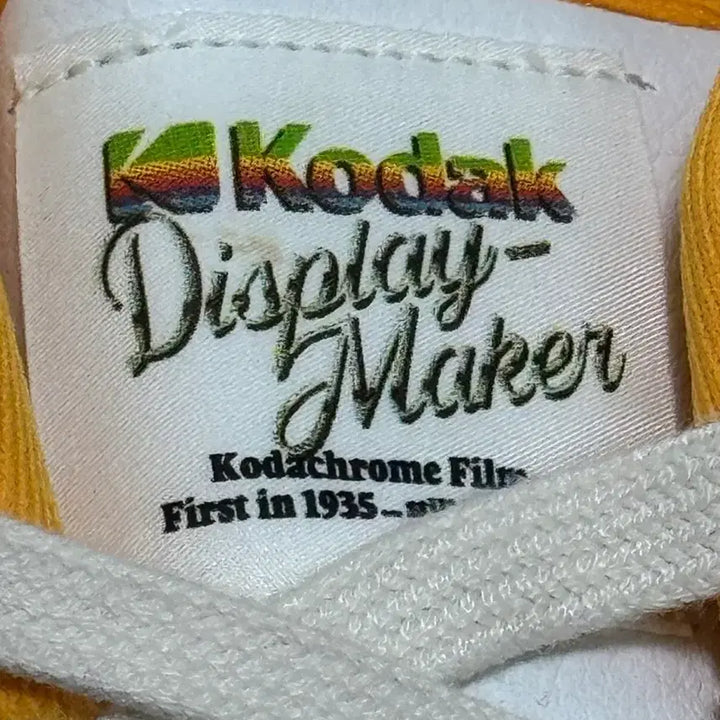 Kodak
Display-
Maker
Kodachrome Film
First in 1935-